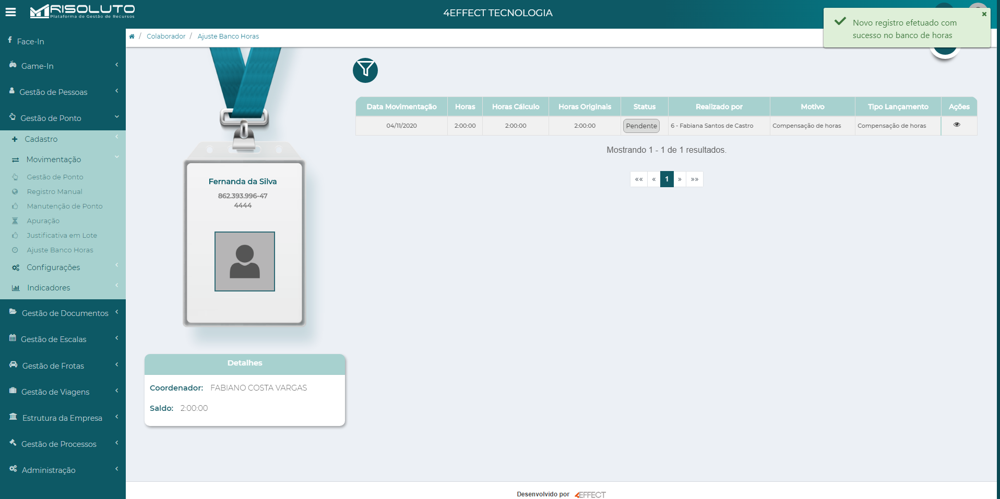 RISOLUTO
Plataforma de Gestão de Recursos
4EFFECT TECNOLOGIA
Novo registro efetuado com
sucesso no banco de horas
/ Colaborador / Ajuste Banco Horas
Face-In
Game-In
Gestão de Pessoas
Gestão de Ponto
Cadastro
Movimentação
Gestão de Ponto
Registro Manual
Manutenção de Ponto
Apuração
Justificativa em Lote
Ajuste Banco Horas
Configurações
Indicadores
Gestão de Documentos
Gestão de Escalas
Gestão de Frotas
Gestão de Viagens
Estrutura da Empresa
Gestão de Processos
Administração
Fernanda da Silva
862.393.996-47
4444
Detalhes
Coordenador: FABIANO COSTA VARGAS
Saldo: 2:00:00
Data Movimentação Horas Horas Cálculo Horas Originais Status Realizado por Motivo Tipo Lançamento Ações
04/11/2020 2:00:00 2:00:00 2:00:00 Pendente 6 - Fabiana Santos de Castro Compensação de horas Compensação de horas
Mostrando 1 - 1 de 1 resultados.
«« « 1 » »»
Desenvolvido por 4EFFECT